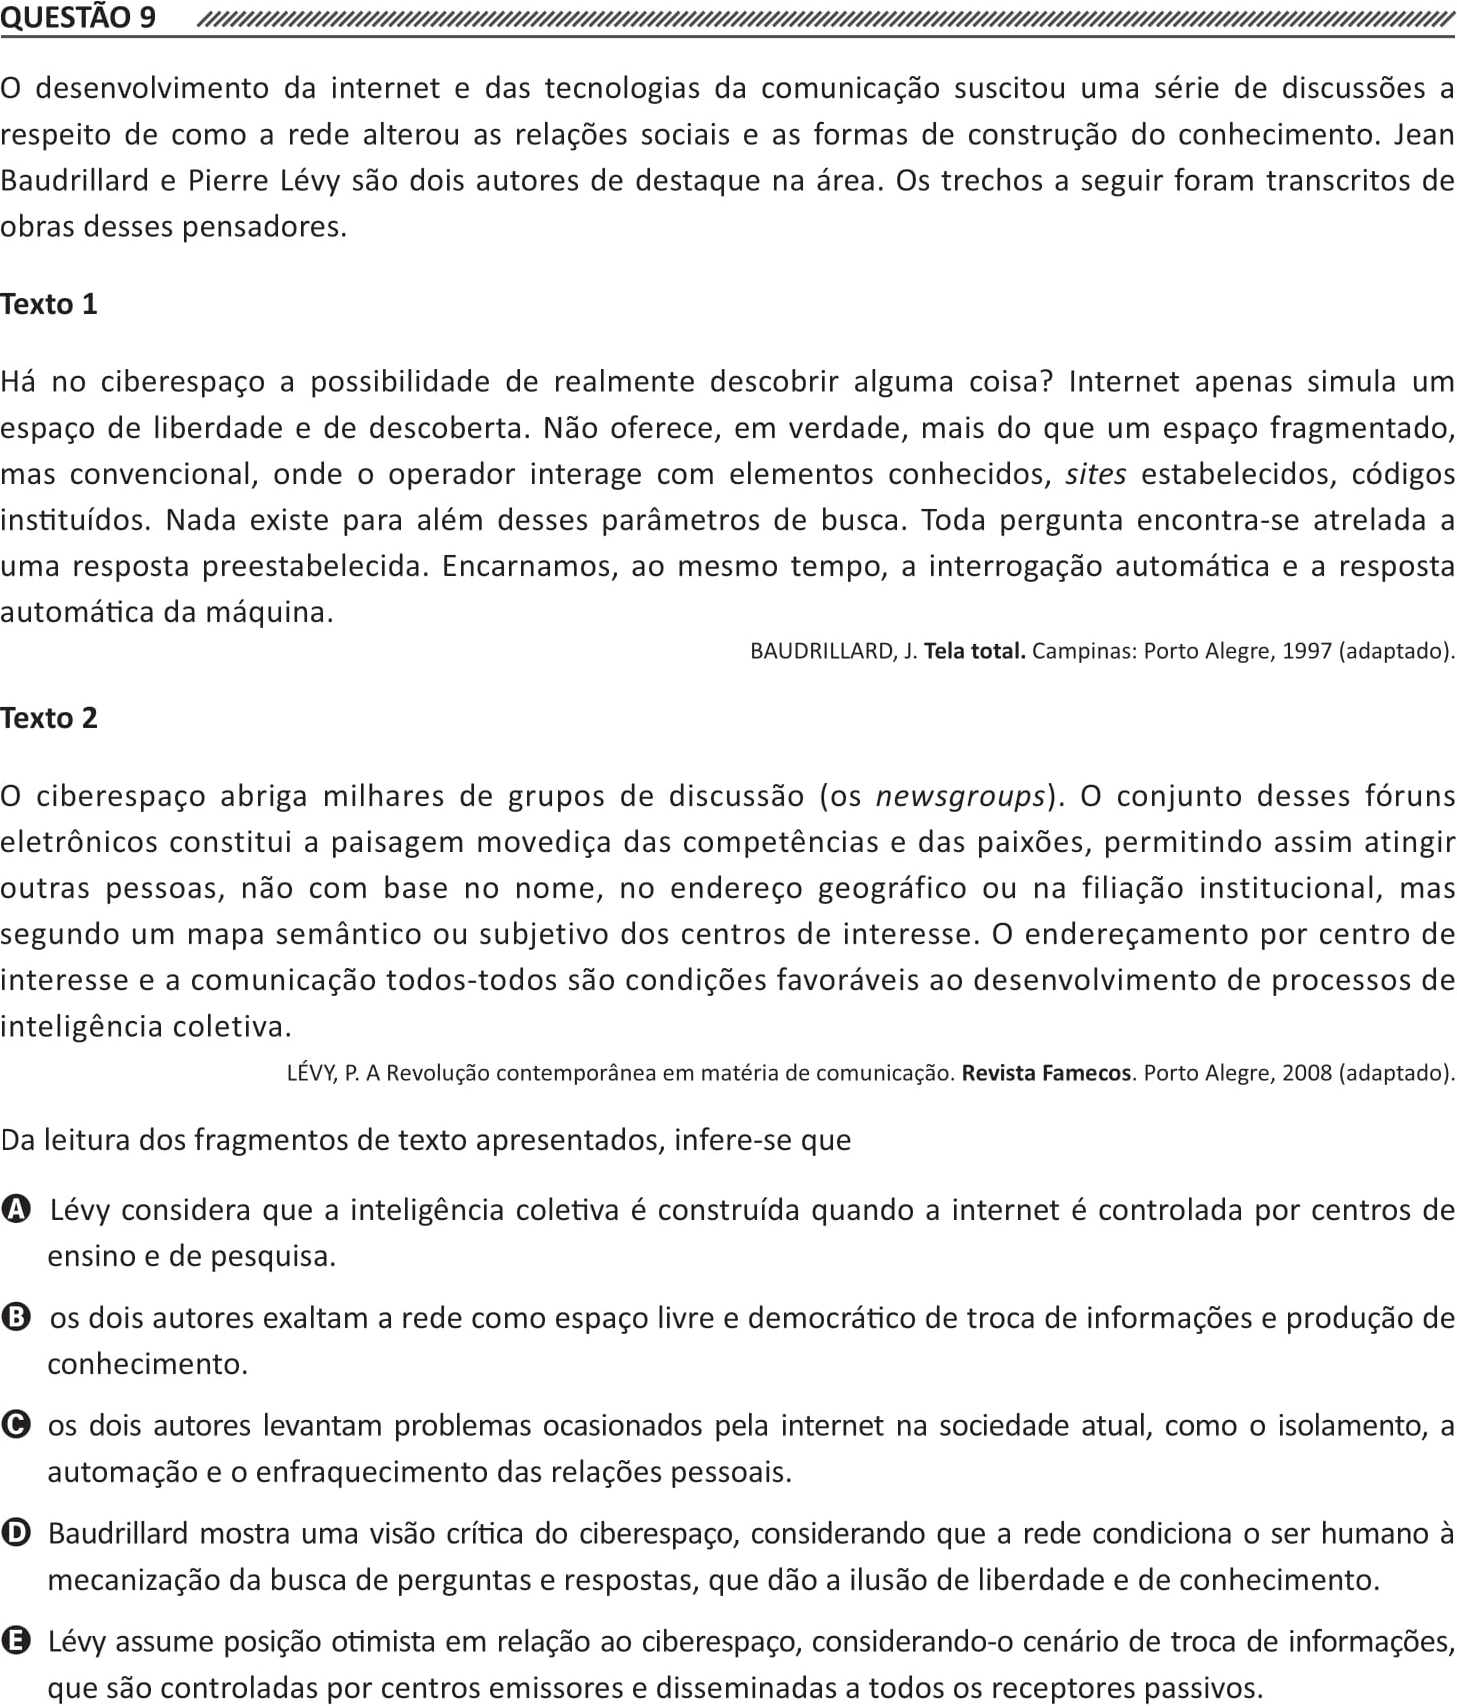 QUESTÃO 9
O desenvolvimento da internet e das tecnologias da comunicação suscitou uma série de discussões a
respeito de como a rede alterou as relações sociais e as formas de construção do conhecimento. Jean
Baudrillard e Pierre Lévy são dois autores de destaque na área. Os trechos a seguir foram transcritos de
obras desses pensadores.
Texto 1
Há no ciberespaço a possibilidade de realmente descobrir alguma coisa? Internet apenas simula um
espaço de liberdade e de descoberta. Não oferece, em verdade, mais do que um espaço fragmentado,
mas convencional, onde o operador interage com elementos conhecidos, sites estabelecidos, códigos
instituídos. Nada existe para além desses parâmetros de busca. Toda pergunta encontra-se atrelada a
uma resposta preestabelecida. Encarnamos, ao mesmo tempo, a interrogação automática e a resposta
automática da máquina.
BAUDRILLARD, J. Tela total. Campinas: Porto Alegre, 1997 (adaptado).
Texto 2
O ciberespaço abriga milhares de grupos de discussão (os newsgroups). O conjunto desses fóruns
eletrônicos constitui a paisagem movediça das competências e das paixões, permitindo assim atingir
outras pessoas, não com base no nome, no endereço geográfico ou na filiação institucional, mas
segundo um mapa semântico ou subjetivo dos centros de interesse. O endereçamento por centro de
interesse e a comunicação todos-todos são condições favoráveis ao desenvolvimento de processos de
inteligência coletiva.
LÉVY, P. A Revolução contemporânea em matéria de comunicação. Revista Famecos. Porto Alegre, 2008 (adaptado).
Da leitura dos fragmentos de texto apresentados, infere-se que
A Lévy considera que a inteligência coletiva é construída quando a internet é controlada por centros de
ensino e de pesquisa.
B os dois autores exaltam a rede como espaço livre e democrático de troca de informações e produção de
conhecimento.
C os dois autores levantam problemas ocasionados pela internet na sociedade atual, como o isolamento, a
automação e o enfraquecimento das relações pessoais.
D Baudrillard mostra uma visão crítica do ciberespaço, considerando que a rede condiciona o ser humano à
mecanização da busca de perguntas e respostas, que dão a ilusão de liberdade e de conhecimento.
E Lévy assume posição otimista em relação ao ciberespaço, considerando-o cenário de troca de informações,
que são controladas por centros emissores e disseminadas a todos os receptores passivos.